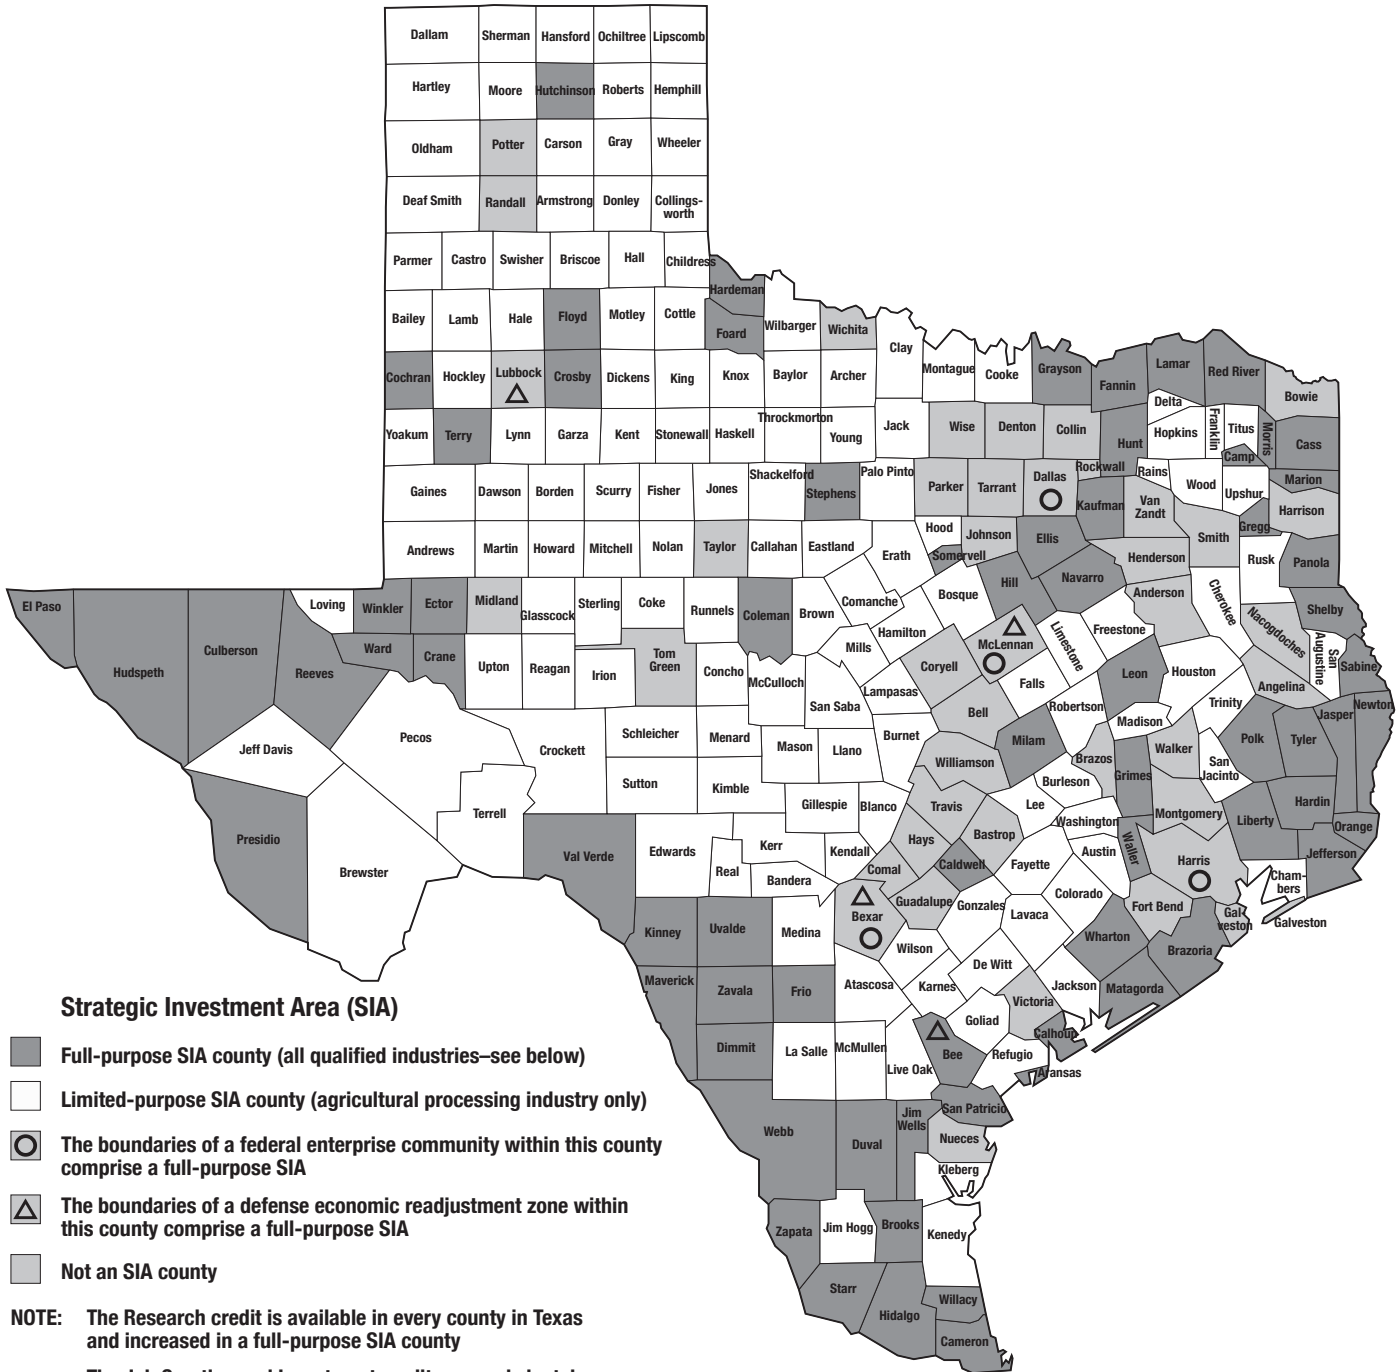 Dallam Sherman Hansford Ochiltree Lipscomb
Hartley Moore Hutchinson Roberts Hemphill
Oldham Potter Carson Gray Wheeler
Deaf Smith Randall Armstrong Donley Collings-
worth
Parmer Castro Swisher Briscoe Hall Childress
Hardeman
Bailey Lamb Hale Floyd Motley Cottle Foard Wilbarger Wichita
Clay
Cochran Hockley Lubbock Crosby Dickens King Knox Baylor Archer Montague Cooke Grayson Fannin Lamar Red River Bowie
Yoakum Terry Lynn Garza Kent Stonewall Haskell Throckmorton Young Jack Wise Denton Collin Hunt Delta Hopkins Franklin Titus Morris Cass
Camp
Gaines Dawson Borden Scurry Fisher Jones Shackelford Stephens Palo Pinto Parker Tarrant Dallas Rockwall Kaufman Rains Wood Upshur Marion
Van
Zandt
Gregg Harrison
Andrews Martin Howard Mitchell Nolan Taylor Callahan Eastland Erath Hood Somervell Johnson Ellis Henderson Smith Rusk Panola
El Paso Hudspeth Culberson Reeves Loving Winkler Ector Midland Glasscock Sterling Coke Runnels Coleman Brown Comanche Bosque Hill Navarro Anderson Cherokee Nacogdoches Shelby
Ward Crane Upton Reagan Irion Tom
Green
Concho McCulloch Mills Hamilton Coryell McLennan Limestone Freestone Leon Houston San
Augustine
Sabine
Jeff Davis Pecos Crockett Schleicher Menard San Saba Lampasas Bell Falls Robertson Madison Trinity Angelina Jasper Newton
Mason Llano Burnet Williamson Milam Brazos Grimes Walker San
Jacinto
Polk Tyler
Presidio Brewster Terrell Sutton Kimble Gillespie Blanco Travis Lee Burleson Washington Montgomery Liberty Hardin Orange
Val Verde Edwards Real Kerr Bandera Kendall Comal Hays Caldwell Bastrop Fayette Austin Waller Harris Jefferson
Cham-
bers
Kinney Uvalde Medina Bexar Guadalupe Gonzales Lavaca Colorado Fort Bend Gal
veston
Galveston
Wilson Wharton Brazoria
Maverick Zavala Frio Atascosa Karnes De Witt Jackson Matagorda
Victoria
Dimmit La Salle McMullen Live Oak Bee Goliad Refugio Calhoun
Aransas
Webb Duval Jim
Wells
San Patricio
Nueces
Kleberg
Zapata Jim Hogg Brooks Kenedy
Starr Hidalgo Willacy
Cameron
Strategic Investment Area (SIA)
Full-purpose SIA county (all qualified industries–see below)
Limited-purpose SIA county (agricultural processing industry only)
The boundaries of a federal enterprise community within this county
comprise a full-purpose SIA
The boundaries of a defense economic readjustment zone within
this county comprise a full-purpose SIA
Not an SIA county
NOTE: The Research credit is available in every county in Texas
and increased in a full-purpose SIA county